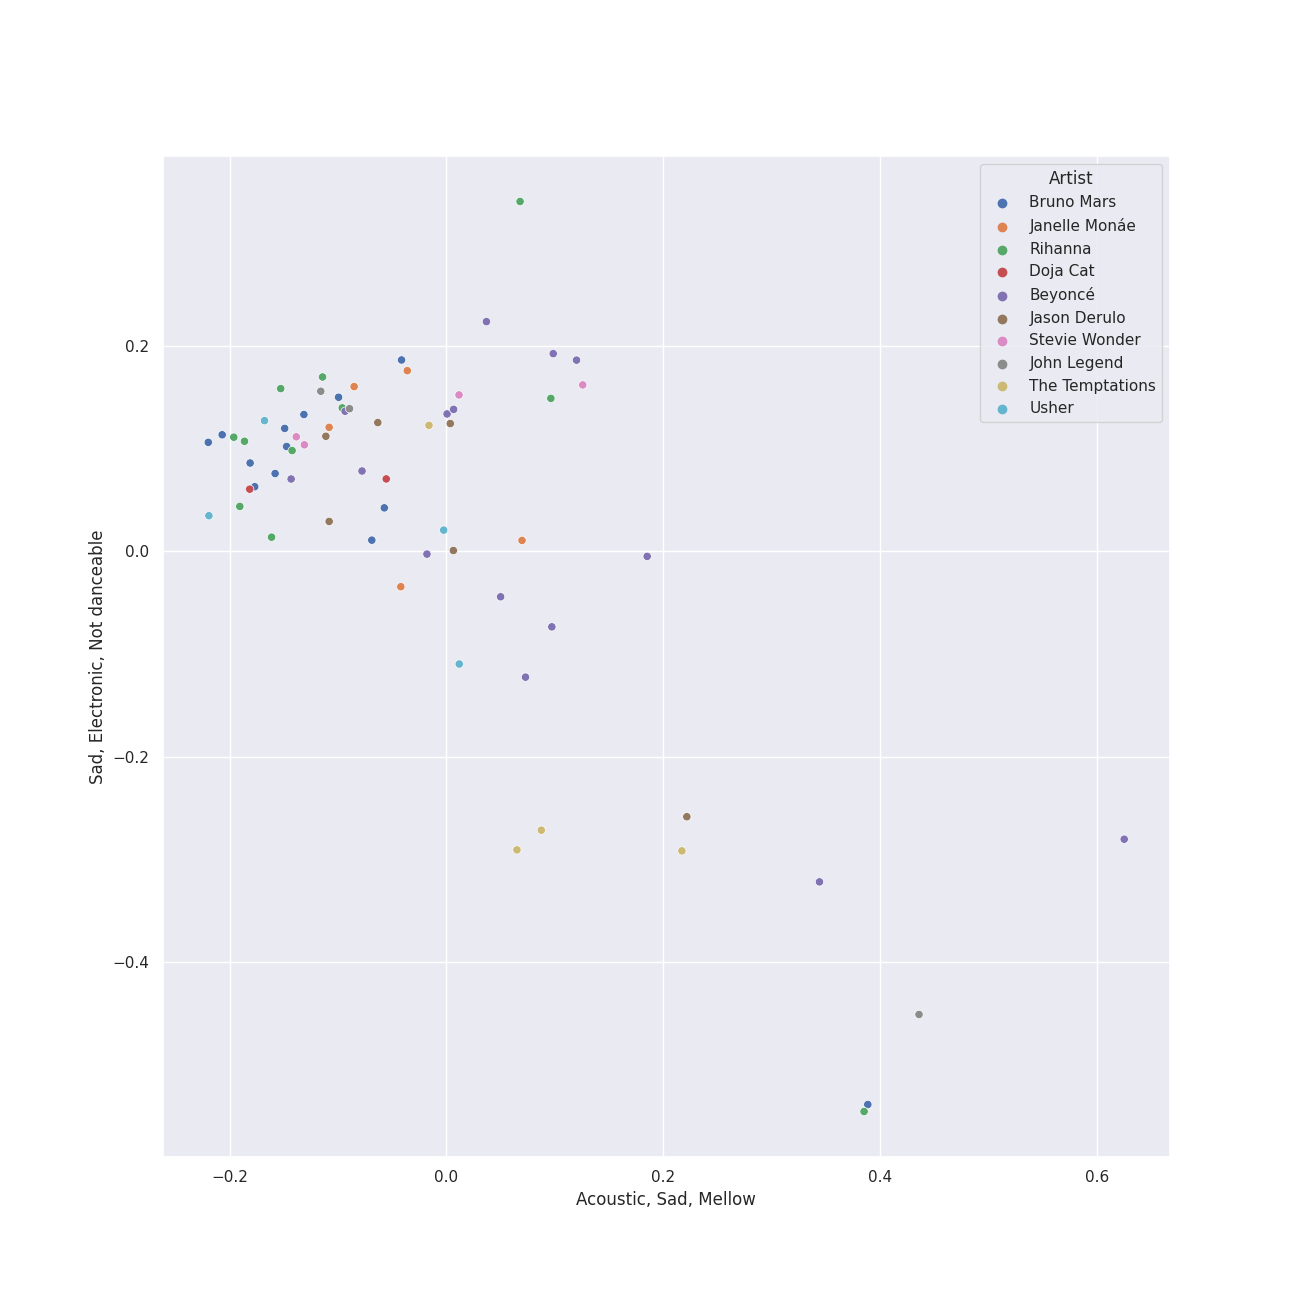 Artist
Bruno Mars
Janelle Monáe
Rihanna
Doja Cat
Beyoncé
Jason Derulo
Stevie Wonder
John Legend
The Temptations
Usher
0.2
0.0
−0.2
−0.4
Sad, Electronic, Not danceable
−0.2 0.0 0.2 0.4 0.6
Acoustic, Sad, Mellow